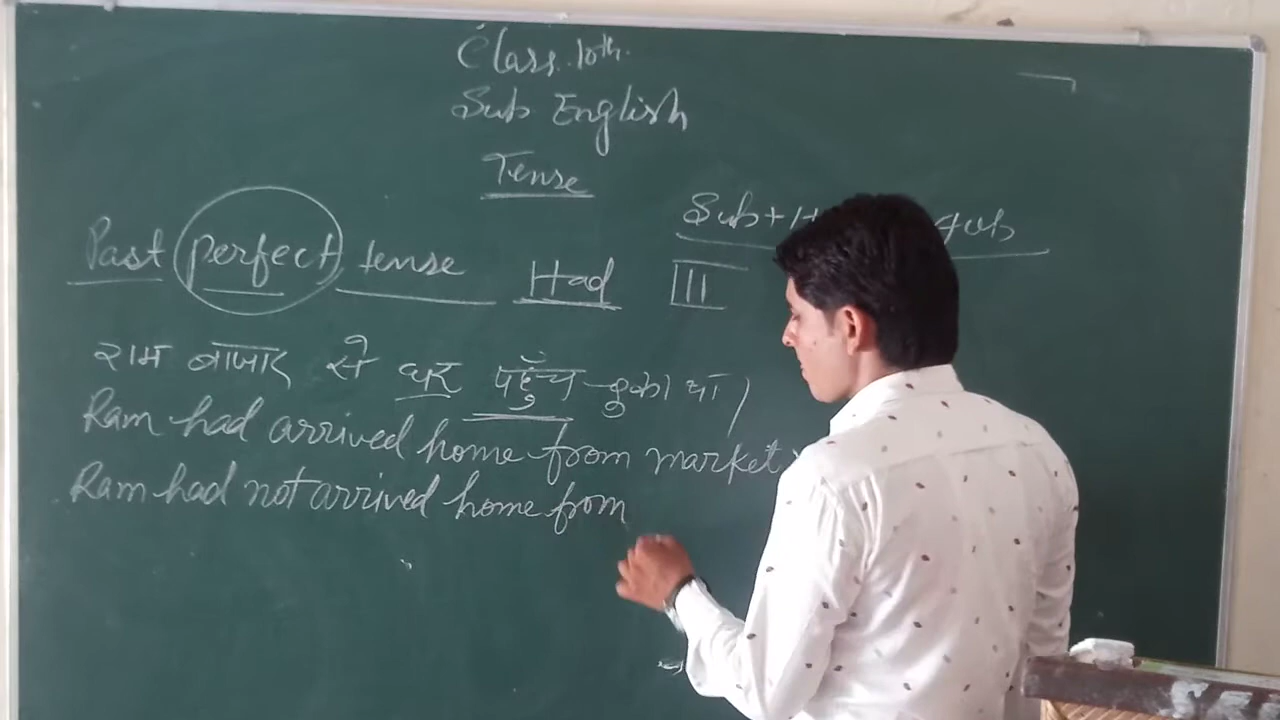 Class 10th.
Sub English
Tense
Sub+H
Past perfect tense Had III
राम बाजार से घर पहुँच चुका था।
Ram had arrived home from market
Ram had not arrived home from